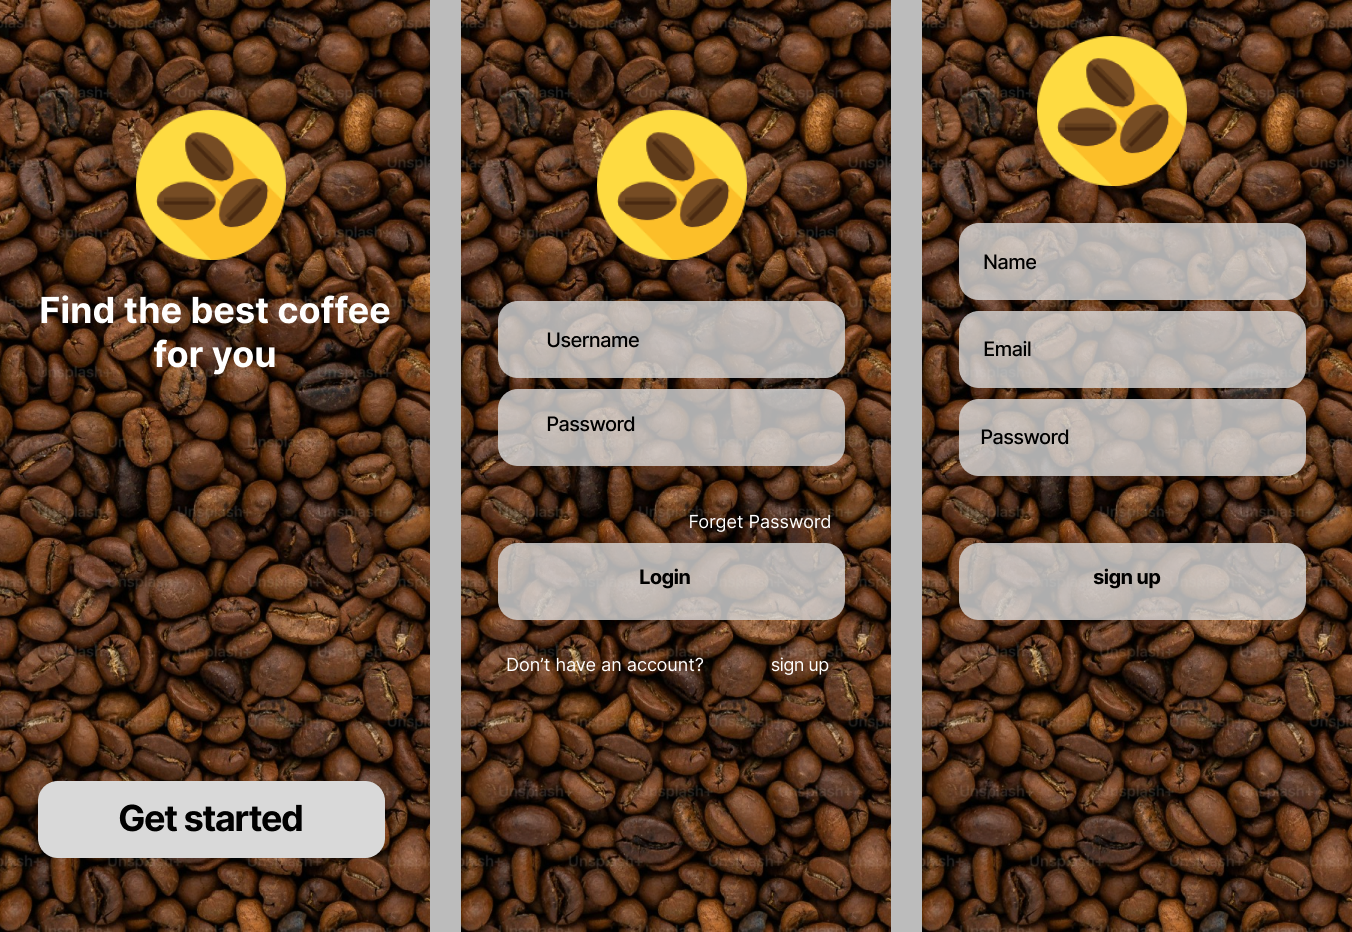 Find the best coffee
for you
Get started
Username
Password
Forget Password
Login
Don’t have an account? sign up
Name
Email
Password
sign up
Unsplash+